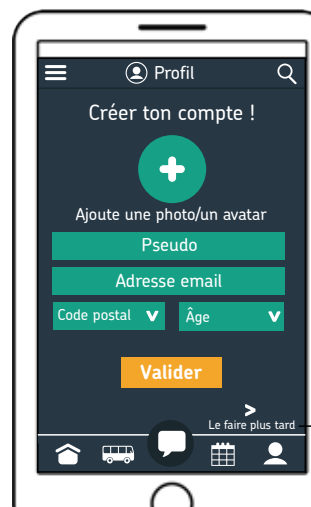 Profil
Créer ton compte !
Ajoute une photo/un avatar
Pseudo
Adresse email
Code postal
Âge
Valider
Le faire plus tard